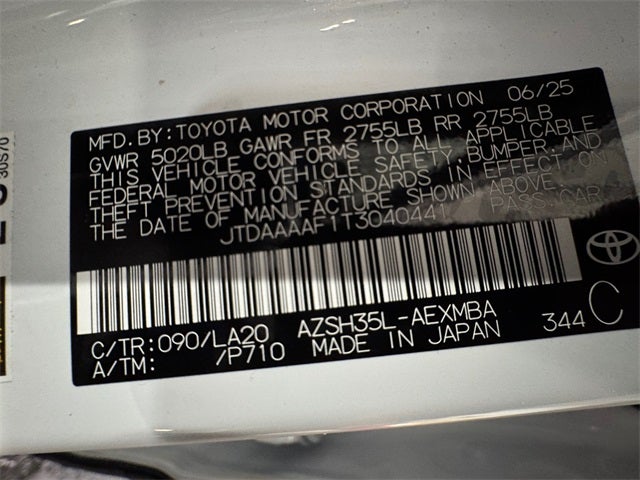 MFD. BY: TOYOTA MOTOR CORPORATION 06/25
GVWR 5020LB GAWR FR 2755LB RR 2755LB
THIS VEHICLE CONFORMS TO ALL APPLICABLE
FEDERAL MOTOR VEHICLE SAFETY, BUMPER, AND
THEFT PREVENTION STANDARDS IN EFFECT ON
THE DATE OF MANUFACTURE SHOWN ABOVE.
JTDAAAAF1T3040441 PASS. CAR
C/TR: 090/LA20 AZSH35L-AEXMBA
A/TM: /P710 MADE IN JAPAN 344 C
30S70